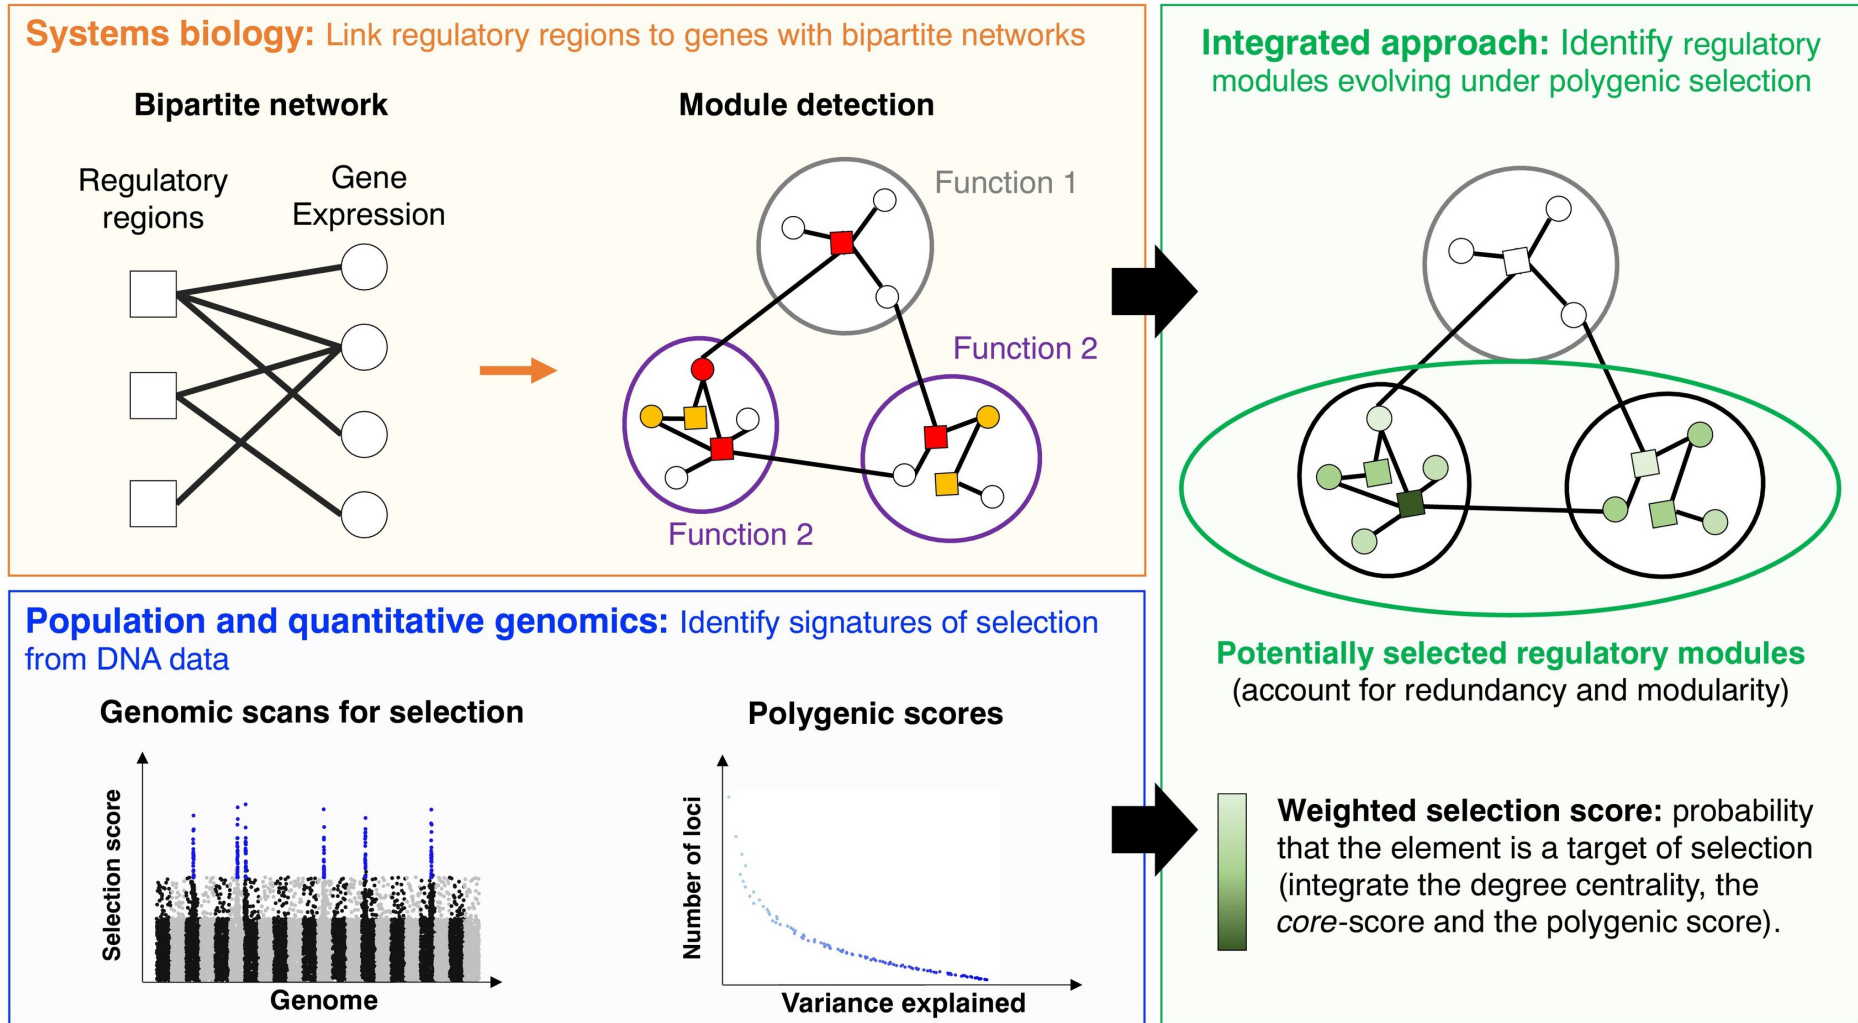 Systems biology: Link regulatory regions to genes with bipartite networks
Bipartite network
Module detection
Regulatory
regions
Gene
Expression
Function 1
Function 2
Function 2
Population and quantitative genomics: Identify signatures of selection
from DNA data
Genomic scans for selection
Selection score
Genome
Polygenic scores
Number of loci
Variance explained
Integrated approach: Identify regulatory
modules evolving under polygenic selection
Potentially selected regulatory modules
(account for redundancy and modularity)
Weighted selection score: probability
that the element is a target of selection
(integrate the degree centrality, the
core-score and the polygenic score).